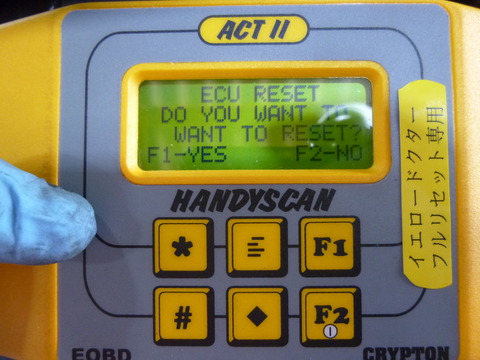 ACT II
ECU RESET
DO YOU WANT TO
WANT TO RESET?
F1-YES F2-NO
HANDYSCAN
* F1
# ◆ F2
EOBD CRYPTON
イエロードクター
フルリセット専用